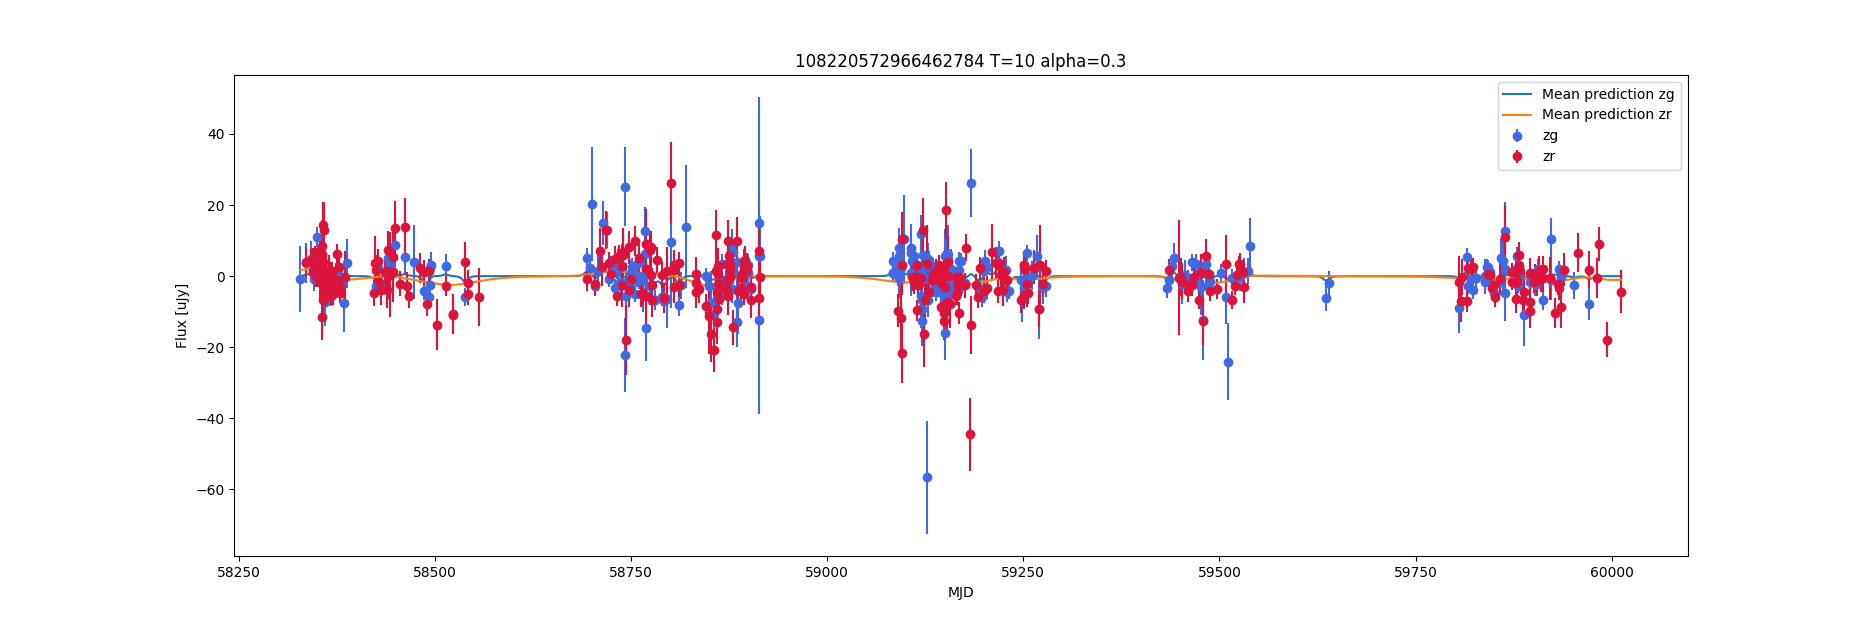 108220572966462784 T=10 alpha=0.3
Mean prediction zg
Mean prediction zr
zg
zr
Flux [uJy]
40
20
0
−20
−40
−60
58250 58500 58750 59000 59250 59500 59750 60000
MJD